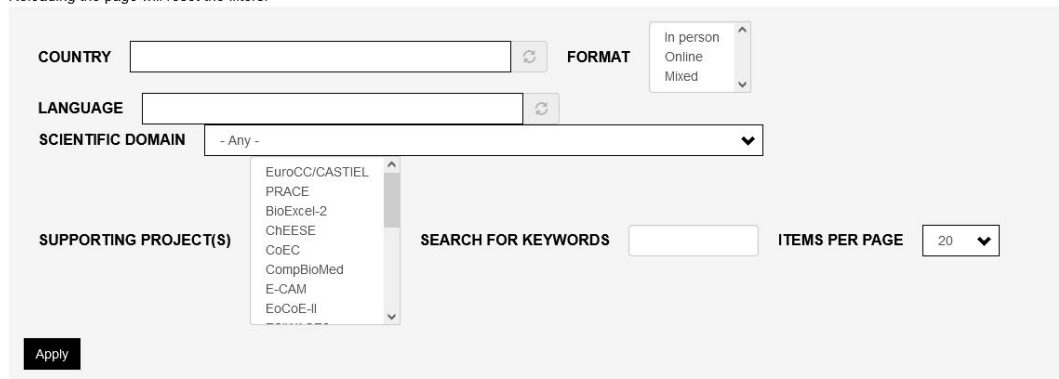 COUNTRY
FORMAT
In person
Online
Mixed
LANGUAGE
SCIENTIFIC DOMAIN
- Any -
SUPPORTING PROJECT(S)
EuroCC/CASTIEL
PRACE
BioExcel-2
ChEESE
CoEC
CompBioMed
E-CAM
EoCoE-II
SEARCH FOR KEYWORDS
ITEMS PER PAGE
20
Apply